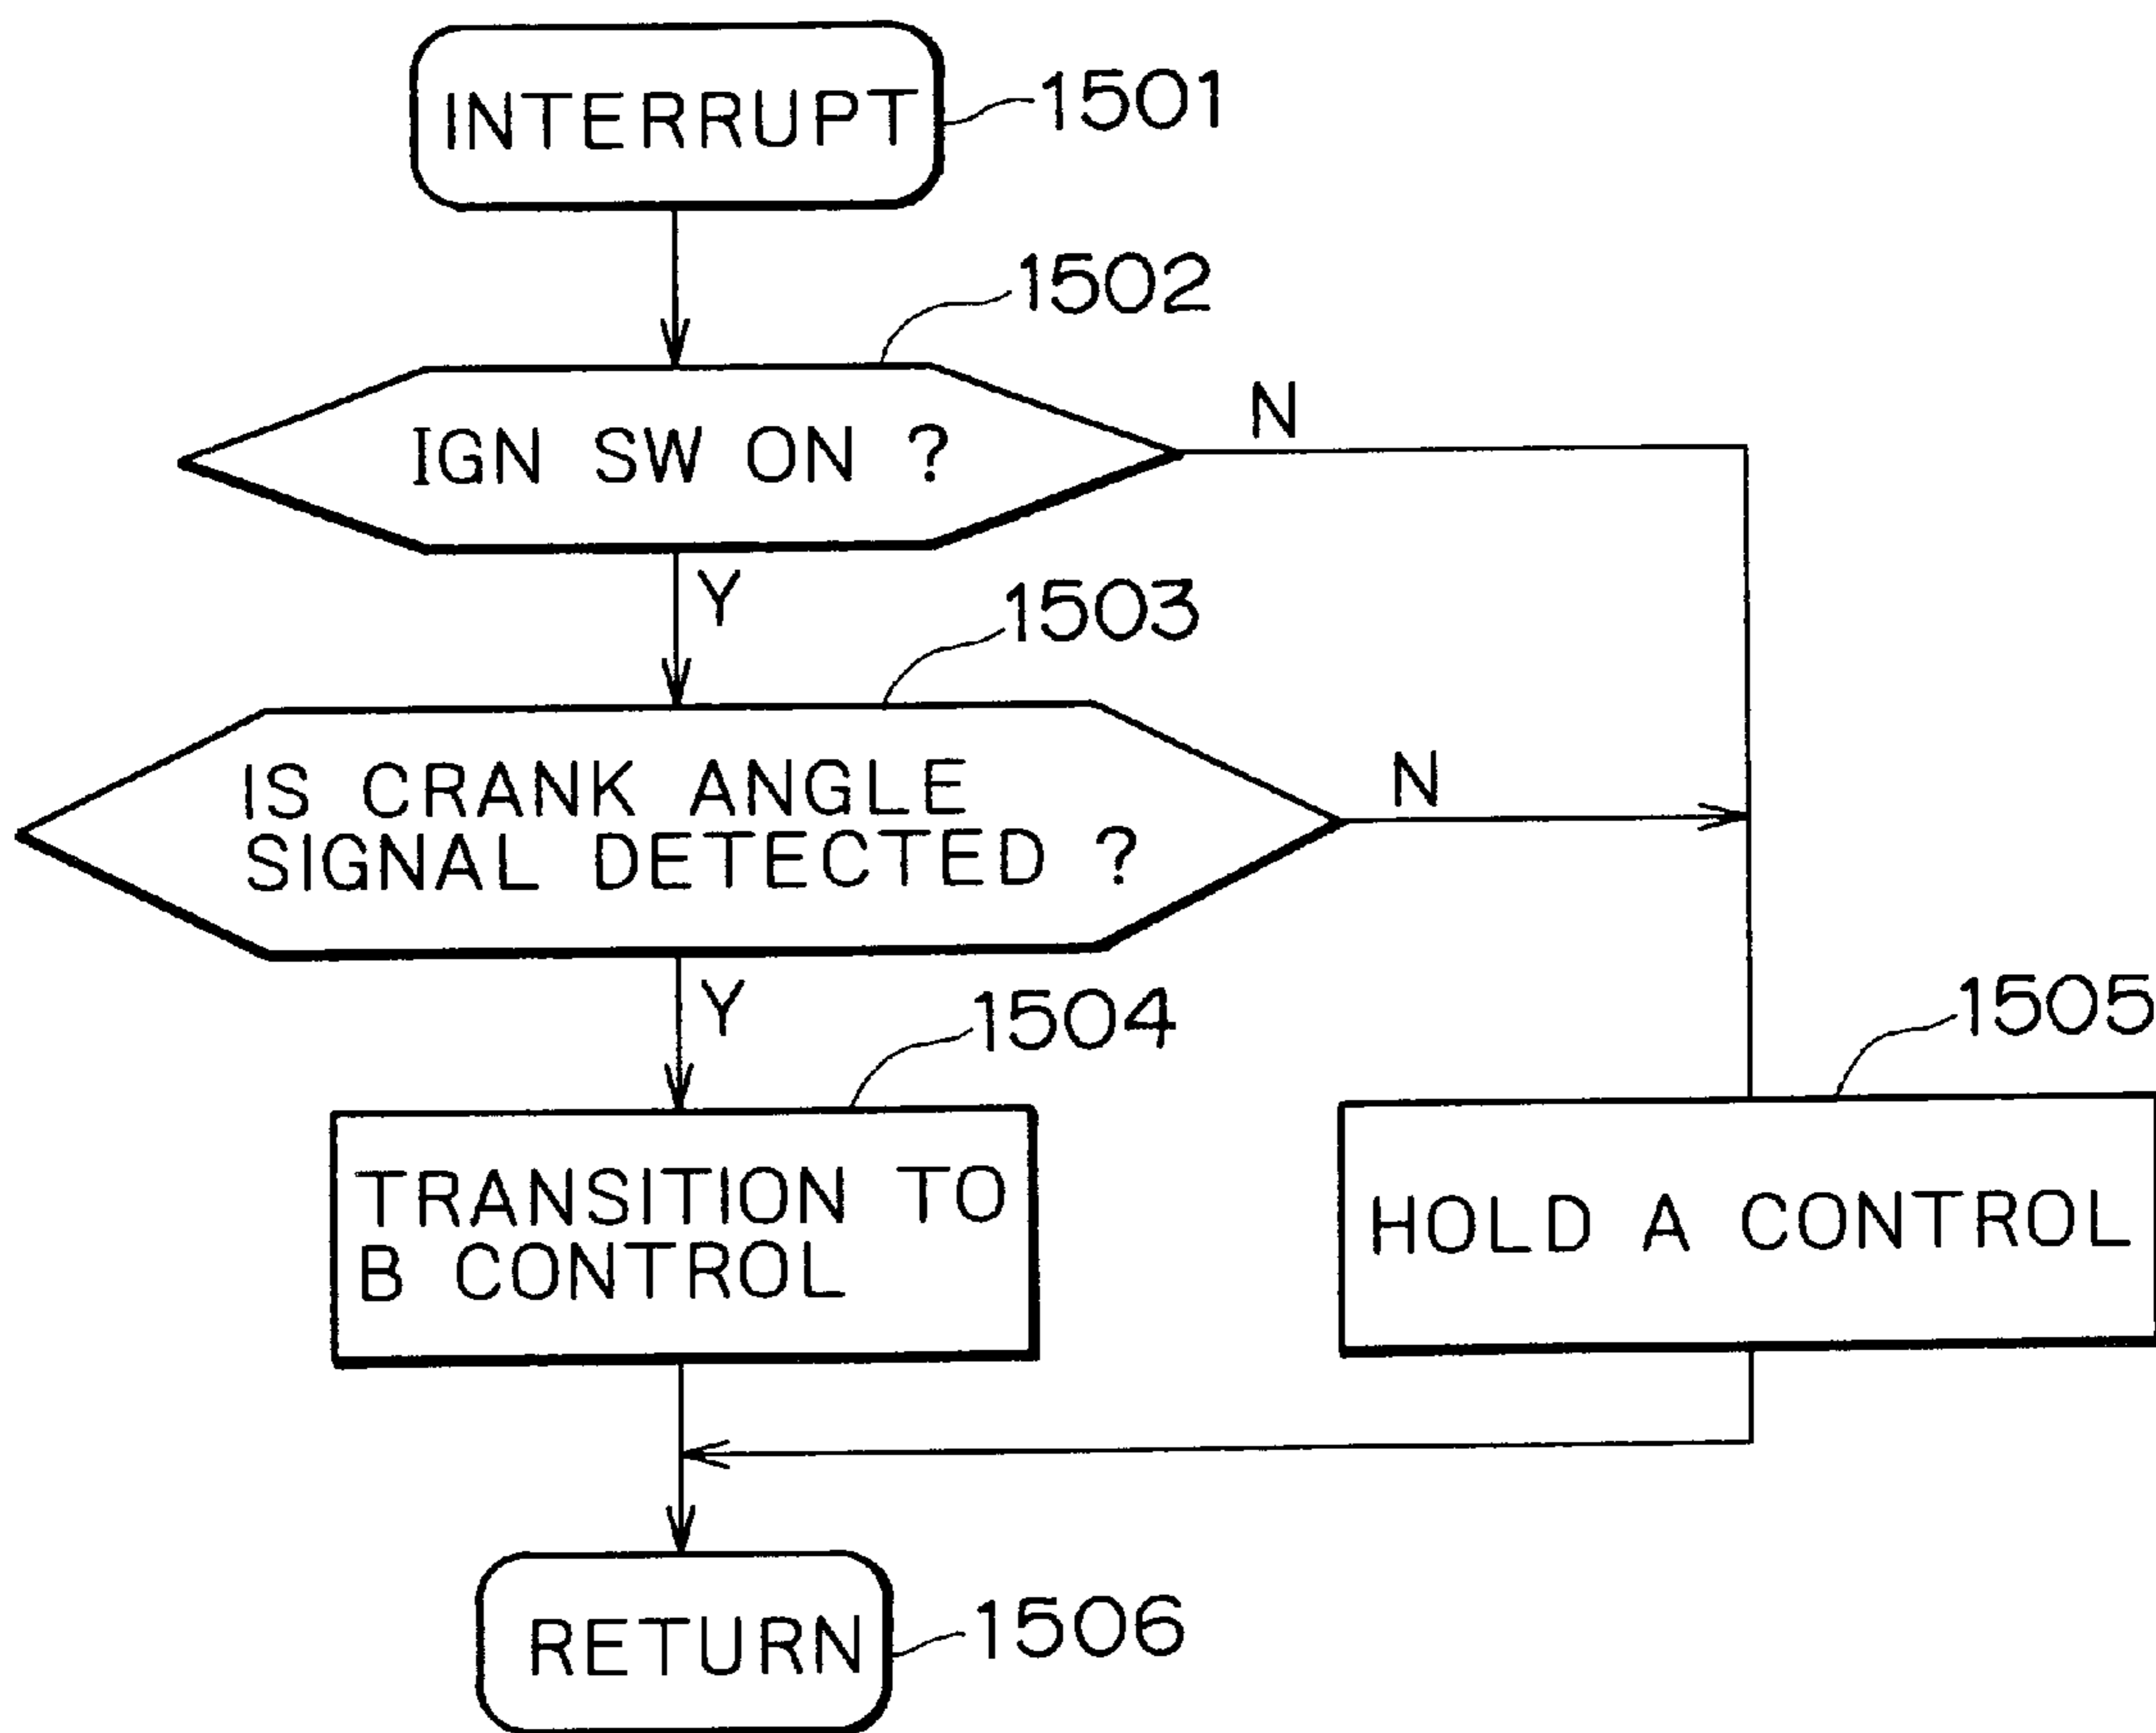 INTERRUPT
1501
1502
IGN SW ON ?
N
Y
1503
IS CRANK ANGLE
SIGNAL DETECTED ?
N
Y
1504
1505
TRANSITION TO
B CONTROL
HOLD A CONTROL
RETURN
1506